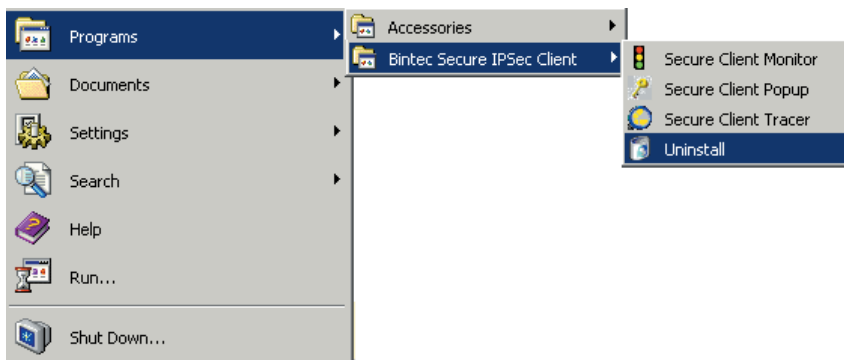 Programs
Documents
Settings
Search
Help
Run...
Shut Down...
Accessories
Bintec Secure IPSec Client
Secure Client Monitor
Secure Client Popup
Secure Client Tracer
Uninstall